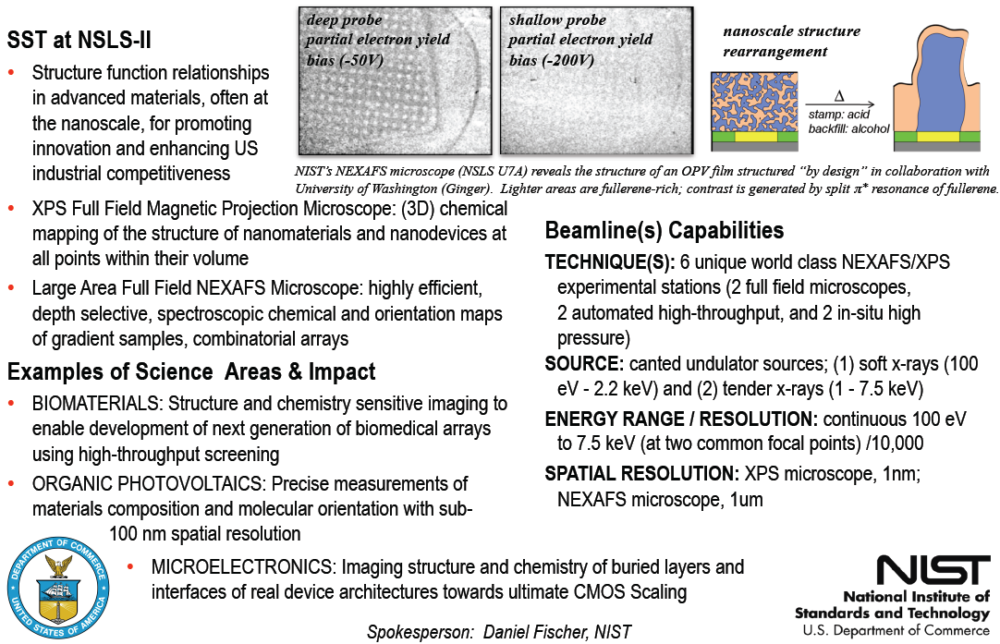 SST at NSLS-II
• Structure function relationships
in advanced materials, often at
the nanoscale, for promoting
innovation and enhancing US
industrial competitiveness
• XPS Full Field Magnetic Projection Microscope: (3D) chemical
mapping of the structure of nanomaterials and nanodevices at
all points within their volume
• Large Area Full Field NEXAFS Microscope: highly efficient,
depth selective, spectroscopic chemical and orientation maps
of gradient samples, combinatorial arrays
Examples of Science Areas & Impact
• BIOMATERIALS: Structure and chemistry sensitive imaging to
enable development of next generation of biomedical arrays
using high-throughput screening
• ORGANIC PHOTOVOLTAICS: Precise measurements of
materials composition and molecular orientation with sub-
100 nm spatial resolution
• MICROELECTRONICS: Imaging structure and chemistry of buried layers and
interfaces of real device architectures towards ultimate CMOS Scaling
deep probe
partial electron yield
bias (-50V)
shallow probe
partial electron yield
bias (-200V)
nanoscale structure
rearrangement
Δ
stamp: acid
backfill: alcohol
NIST's NEXAFS microscope (NSLS U7A) reveals the structure of an OPV film structured "by design" in collaboration with
University of Washington (Ginger). Lighter areas are fullerene-rich; contrast is generated by split π* resonance of fullerene.
Beamline(s) Capabilities
TECHNIQUE(S): 6 unique world class NEXAFS/XPS
experimental stations (2 full field microscopes,
2 automated high-throughput, and 2 in-situ high
pressure)
SOURCE: canted undulator sources; (1) soft x-rays (100
eV - 2.2 keV) and (2) tender x-rays (1 - 7.5 keV)
ENERGY RANGE / RESOLUTION: continuous 100 eV
to 7.5 keV (at two common focal points) /10,000
SPATIAL RESOLUTION: XPS microscope, 1nm;
NEXAFS microscope, 1um
DEPARTMENT OF COMMERCE
UNITED STATES OF AMERICA
Spokesperson: Daniel Fischer, NIST
NIST
National Institute of
Standards and Technology
U.S. Department of Commerce